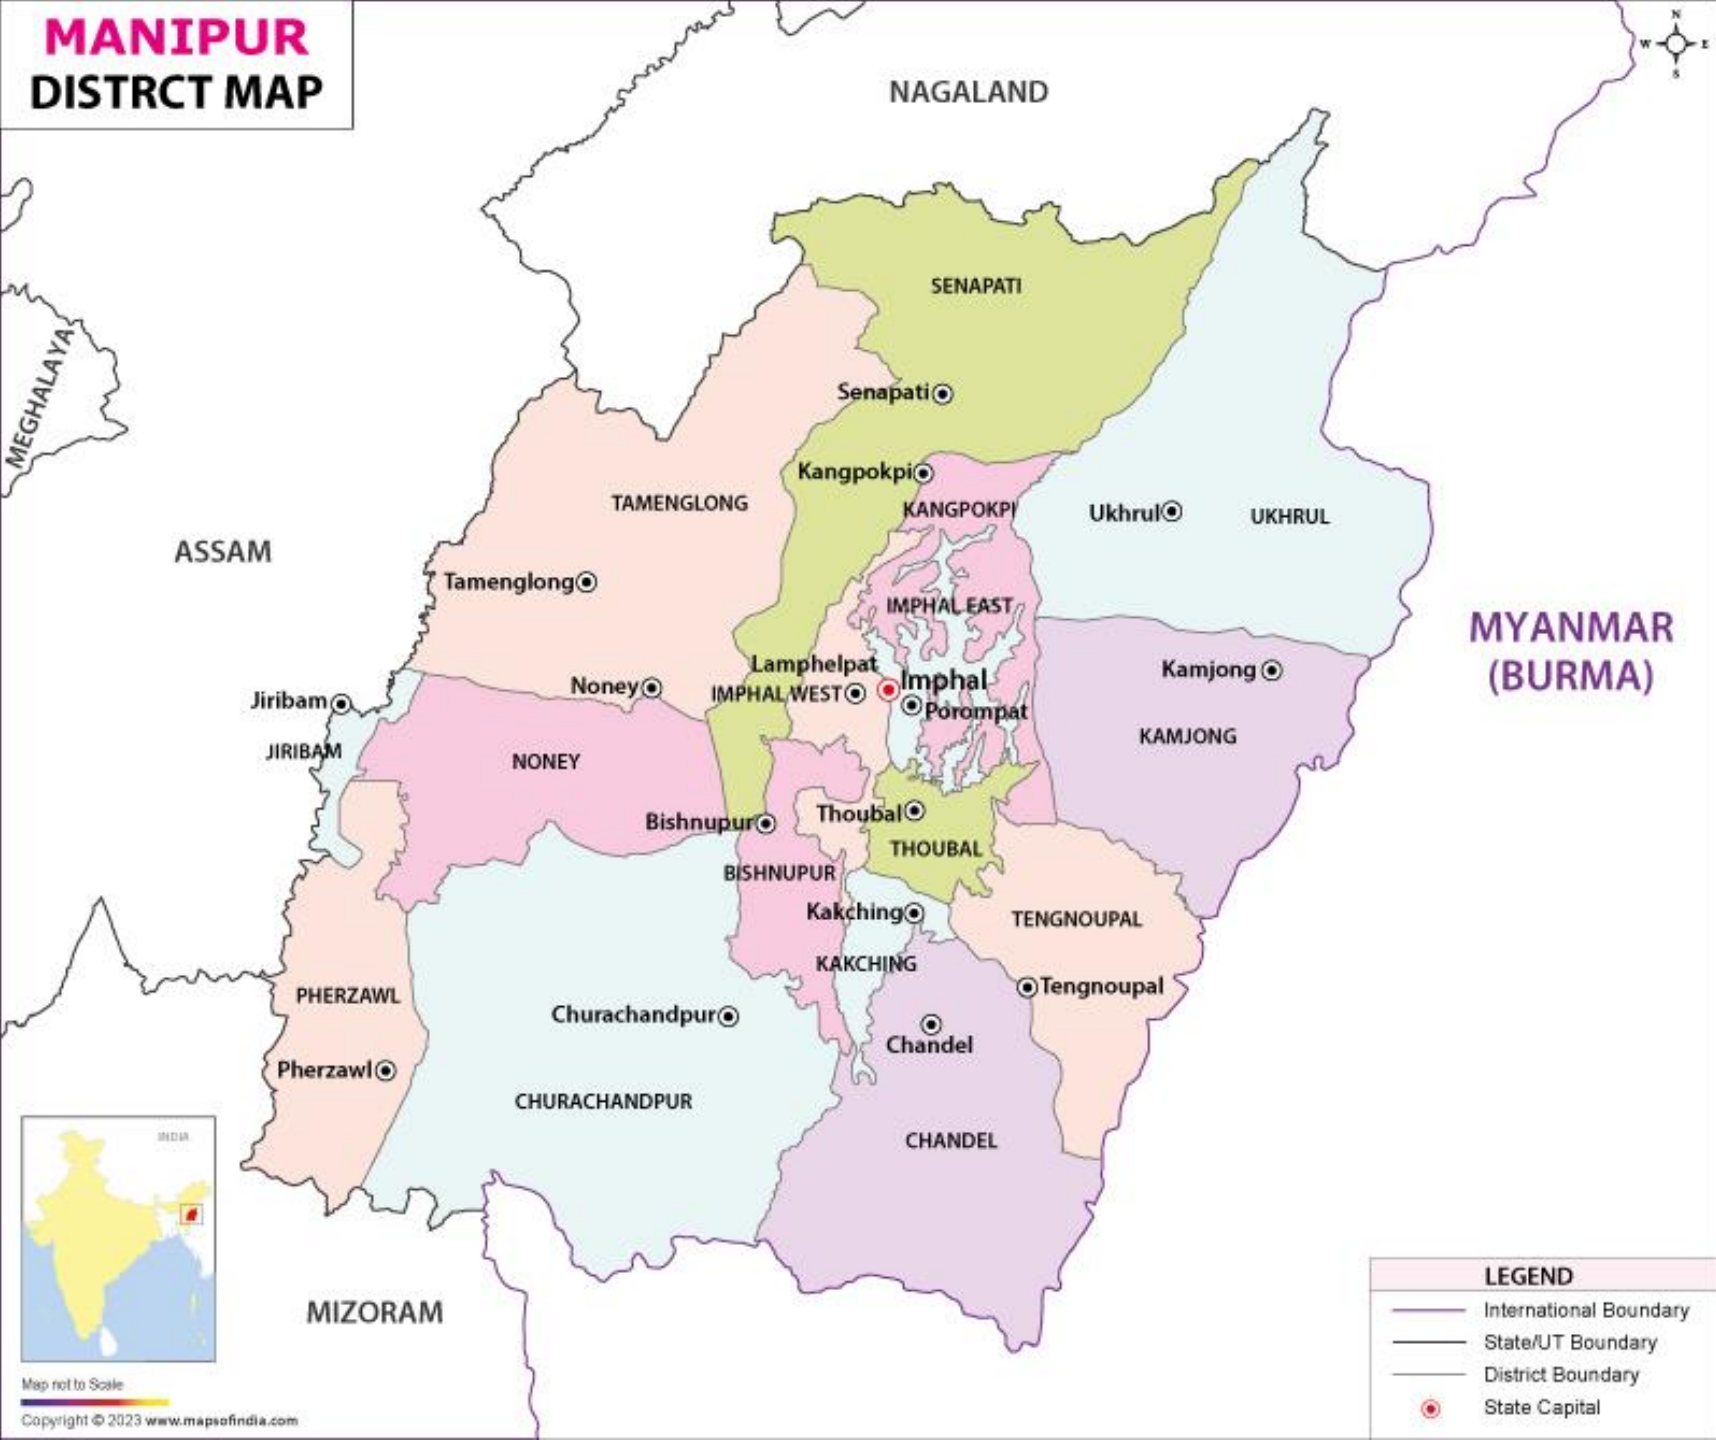 MANIPUR
DISTRCT MAP
N
W E
S
NAGALAND
MEGHALAYA
SENAPATI
Senapati
Kangpokpi
KANGPOKPI
TAMENGLONG
Ukhrul
UKHRUL
ASSAM
Tamenglong
IMPHAL EAST
MYANMAR
(BURMA)
Lamphelpat
Kamjong
Noney
IMPHAL WEST
Imphal
Porompat
Jiribam
JIRIBAM
NONEY
KAMJONG
Bishnupur
Thoubal
THOUBAL
BISHNUPUR
Kakching
TENGNOUPAL
KAKCHING
PHERZAWL
Tengnoupal
Churachandpur
Chandel
Pherzawl
CHURACHANDPUR
CHANDEL
INDIA
MIZORAM
LEGEND
International Boundary
State/UT Boundary
District Boundary
State Capital
Map not to Scale
Copyright © 2023 www.mapsofindia.com